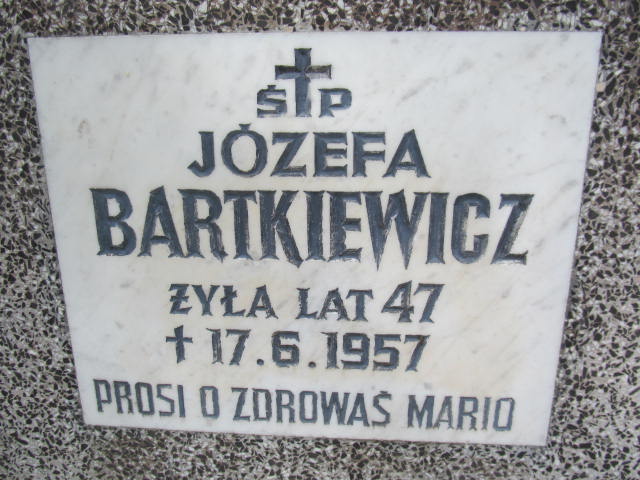 ŚP
JÓZEFA
BARTKIEWICZ
ŻYŁA LAT 47
✝ 17.6.1957
PROSI O ZDROWAŚ MARIO